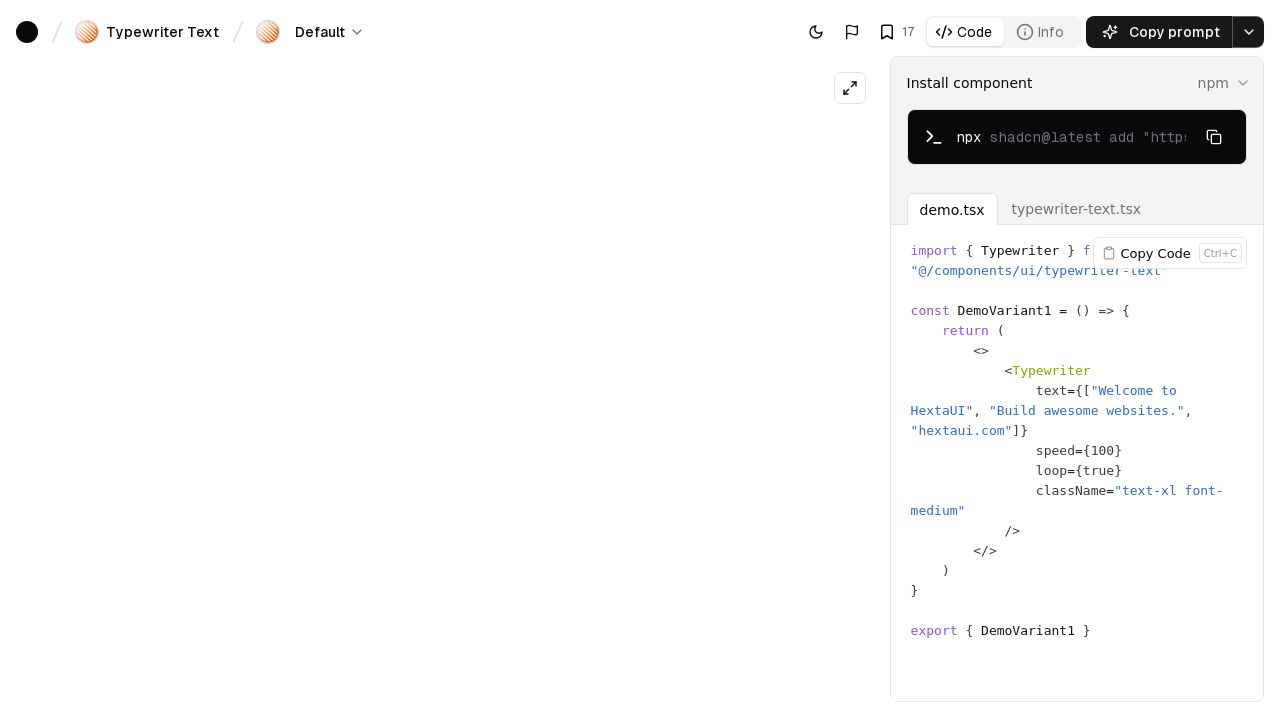 Typewriter Text
Default
17
Code
Info
Copy prompt
Install component
npm
npx shadcn@latest add "https
demo.tsx
typewriter-text.tsx
import { Typewriter } f
Copy Code
Ctrl+C
"@/components/ui/typewriter-text"
const DemoVariant1 = () => {
return (
<>
<Typewriter
text={["Welcome to
HextaUI", "Build awesome websites.",
"hextaui.com"]}
speed={100}
loop={true}
className="text-xl font-
medium"
/>
</>
)
}
export { DemoVariant1 }